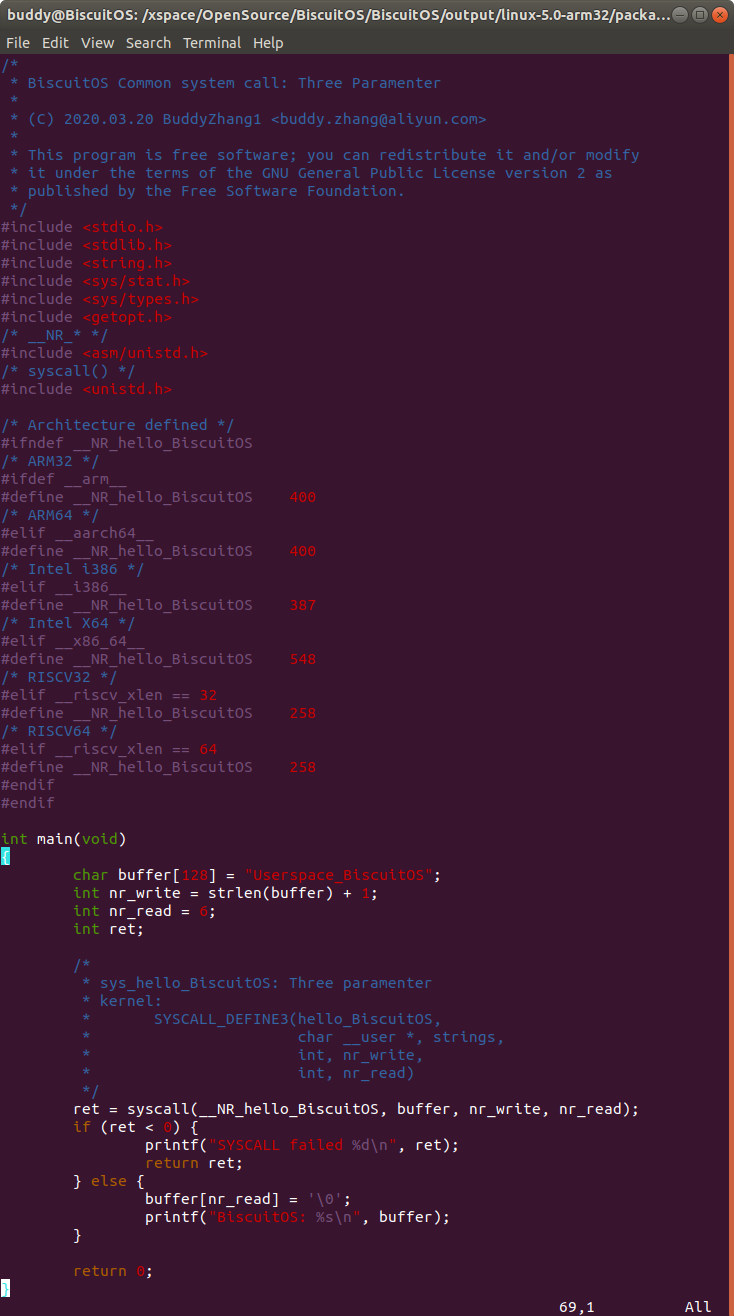 buddy@BiscuitOS: /xspace/OpenSource/BiscuitOS/BiscuitOS/output/linux-5.0-arm32/packa...
File Edit View Search Terminal Help
/*
 * BiscuitOS Common system call: Three Paramenter
 *
 * (C) 2020.03.20 BuddyZhang1 <buddy.zhang@aliyun.com>
 *
 * This program is free software; you can redistribute it and/or modify
 * it under the terms of the GNU General Public License version 2 as
 * published by the Free Software Foundation.
 */
#include <stdio.h>
#include <stdlib.h>
#include <string.h>
#include <sys/stat.h>
#include <sys/types.h>
#include <getopt.h>
/* __NR_* */
#include <asm/unistd.h>
/* syscall() */
#include <unistd.h>

/* Architecture defined */
#ifndef __NR_hello_BiscuitOS
/* ARM32 */
#ifdef __arm__
#define __NR_hello_BiscuitOS    400
/* ARM64 */
#elif __aarch64__
#define __NR_hello_BiscuitOS    400
/* Intel i386 */
#elif __i386__
#define __NR_hello_BiscuitOS    387
/* Intel X64 */
#elif __x86_64__
#define __NR_hello_BiscuitOS    548
/* RISCV32 */
#elif __riscv_xlen == 32
#define __NR_hello_BiscuitOS    258
/* RISCV64 */
#elif __riscv_xlen == 64
#define __NR_hello_BiscuitOS    258
#endif
#endif

int main(void)
{
        char buffer[128] = "Userspace_BiscuitOS";
        int nr_write = strlen(buffer) + 1;
        int nr_read = 6;
        int ret;

        /*
         * sys_hello_BiscuitOS: Three paramenter
         * kernel:
         *       SYSCALL_DEFINE3(hello_BiscuitOS,
         *                       char __user *, strings,
         *                       int, nr_write,
         *                       int, nr_read)
         */
        ret = syscall(__NR_hello_BiscuitOS, buffer, nr_write, nr_read);
        if (ret < 0) {
                printf("SYSCALL failed %d\n", ret);
                return ret;
        } else {
                buffer[nr_read] = '\0';
                printf("BiscuitOS: %s\n", buffer);
        }

        return 0;
}
69,1 All